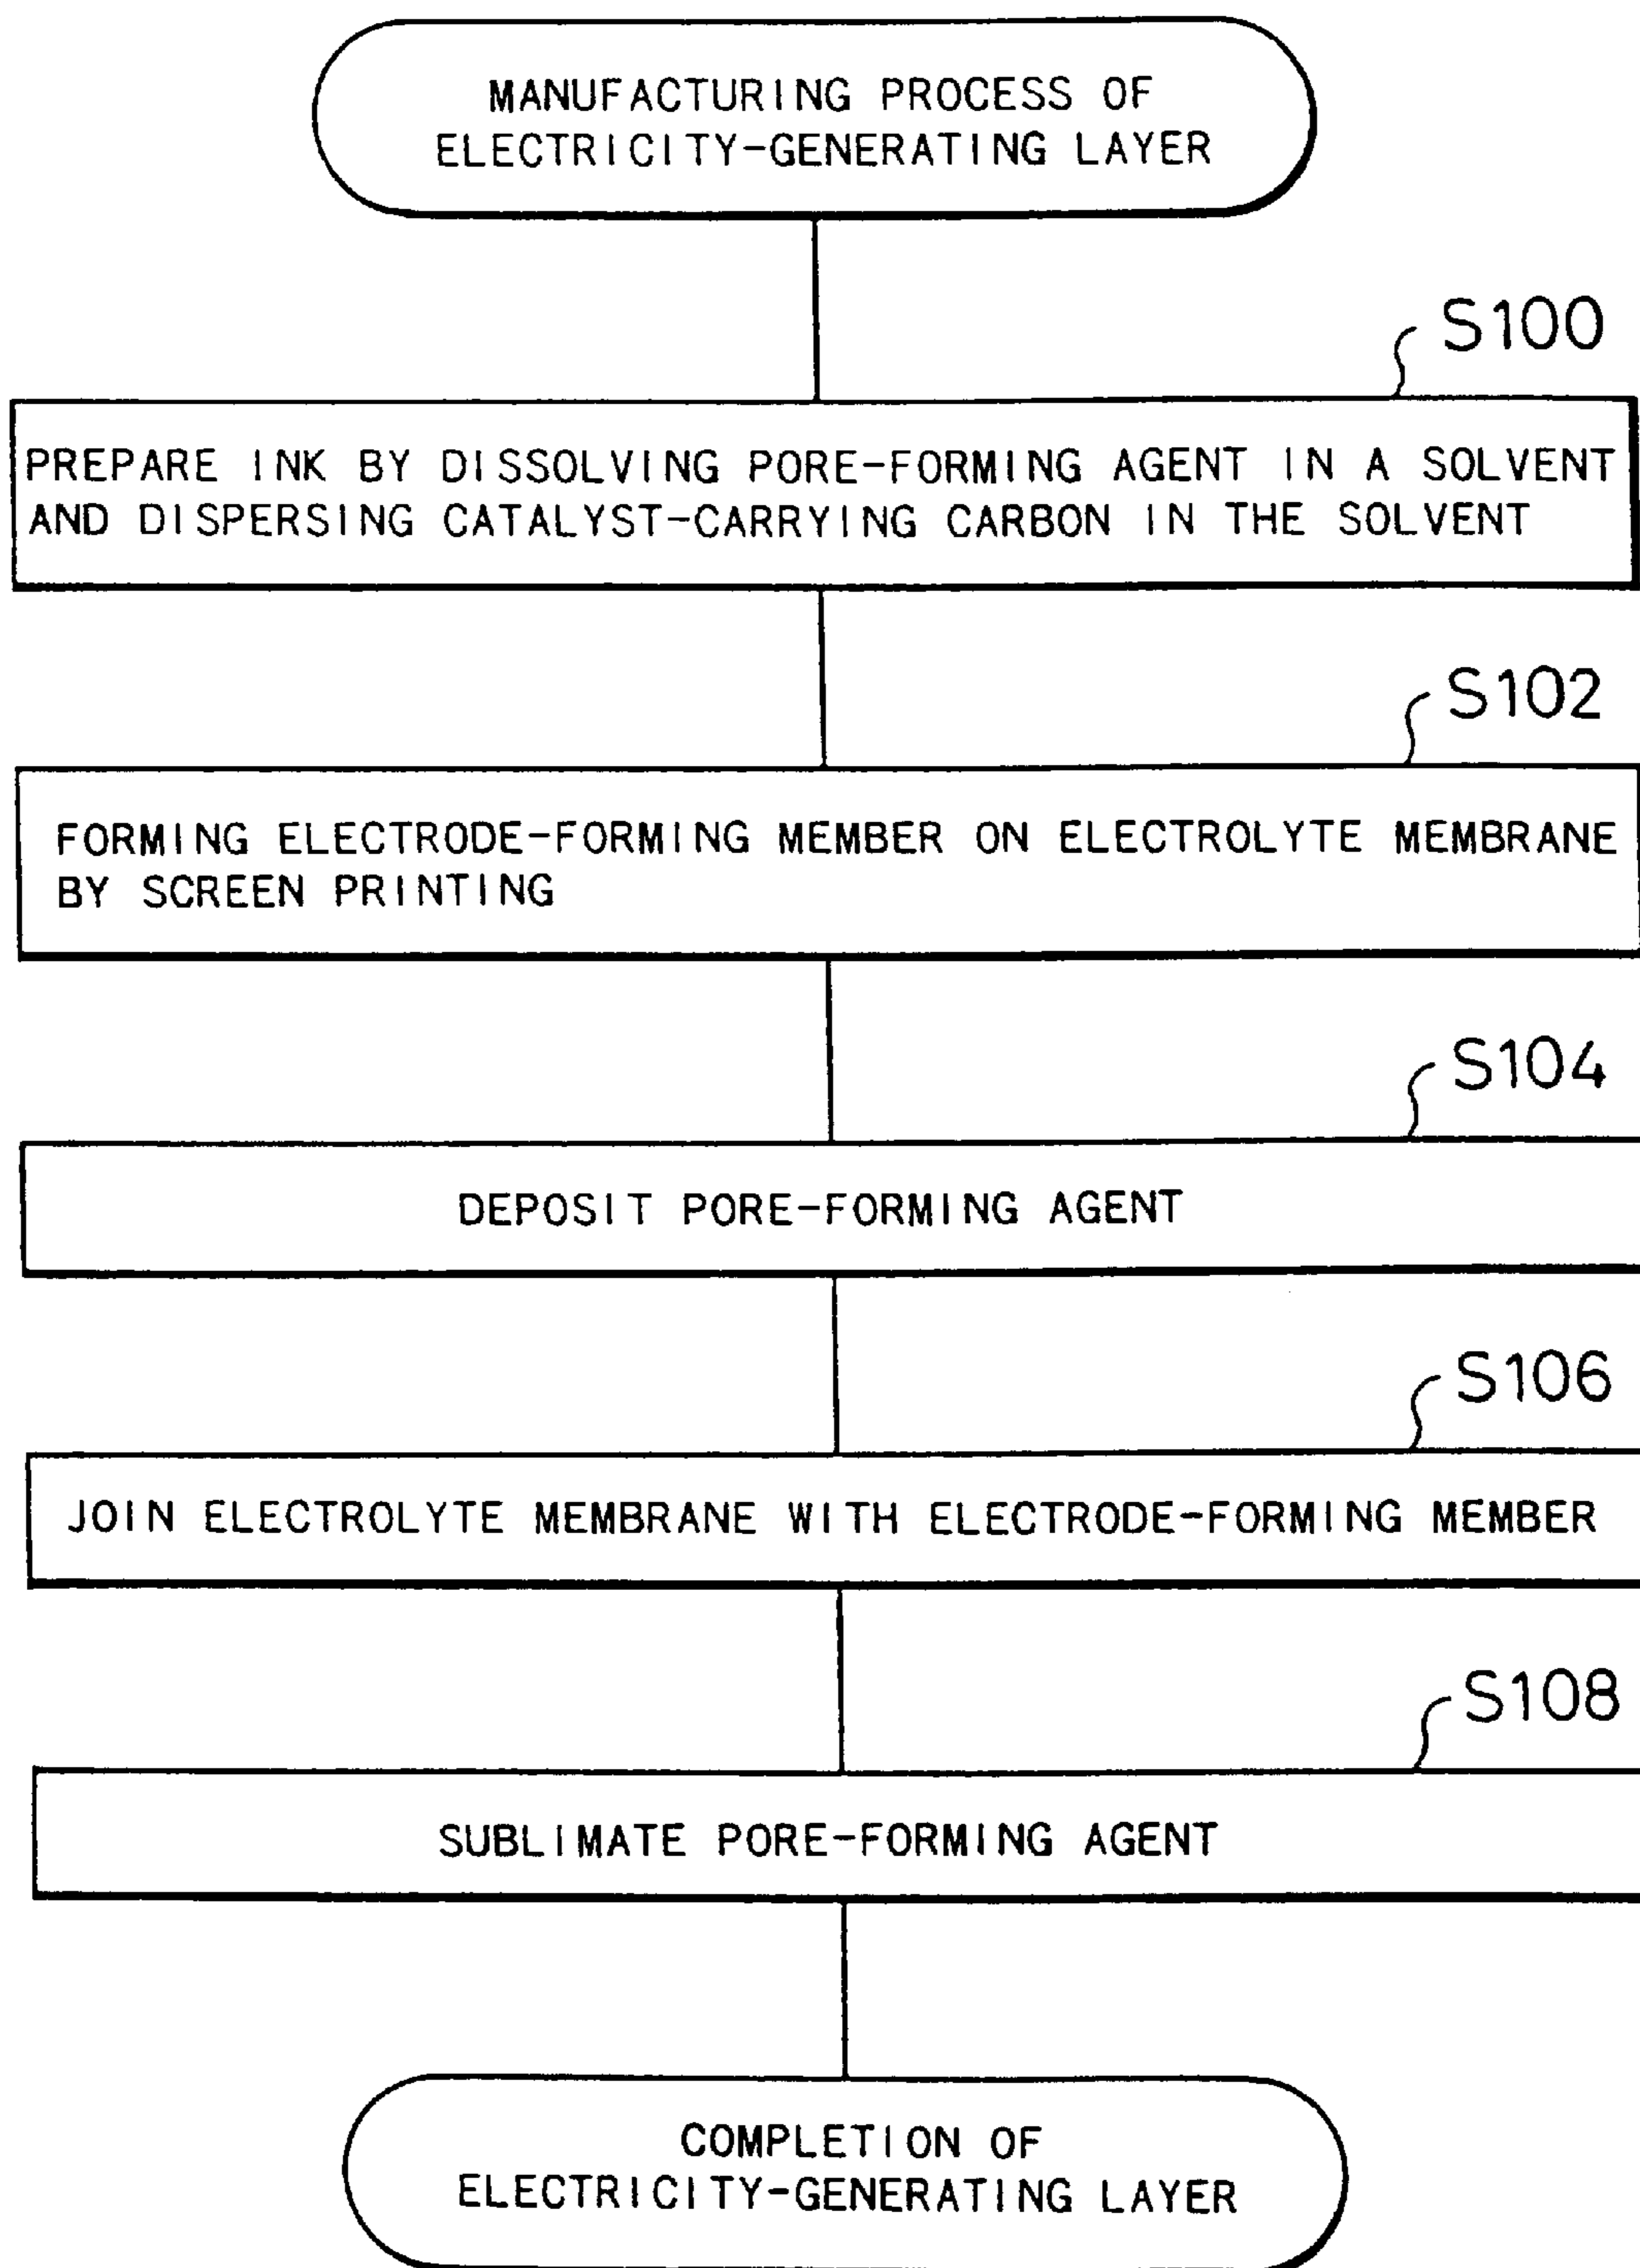 MANUFACTURING PROCESS OF
ELECTRICITY-GENERATING LAYER
S100
PREPARE INK BY DISSOLVING PORE-FORMING AGENT IN A SOLVENT
AND DISPERSING CATALYST-CARRYING CARBON IN THE SOLVENT
S102
FORMING ELECTRODE-FORMING MEMBER ON ELECTROLYTE MEMBRANE
BY SCREEN PRINTING
S104
DEPOSIT PORE-FORMING AGENT
S106
JOIN ELECTROLYTE MEMBRANE WITH ELECTRODE-FORMING MEMBER
S108
SUBLIMATE PORE-FORMING AGENT
COMPLETION OF
ELECTRICITY-GENERATING LAYER